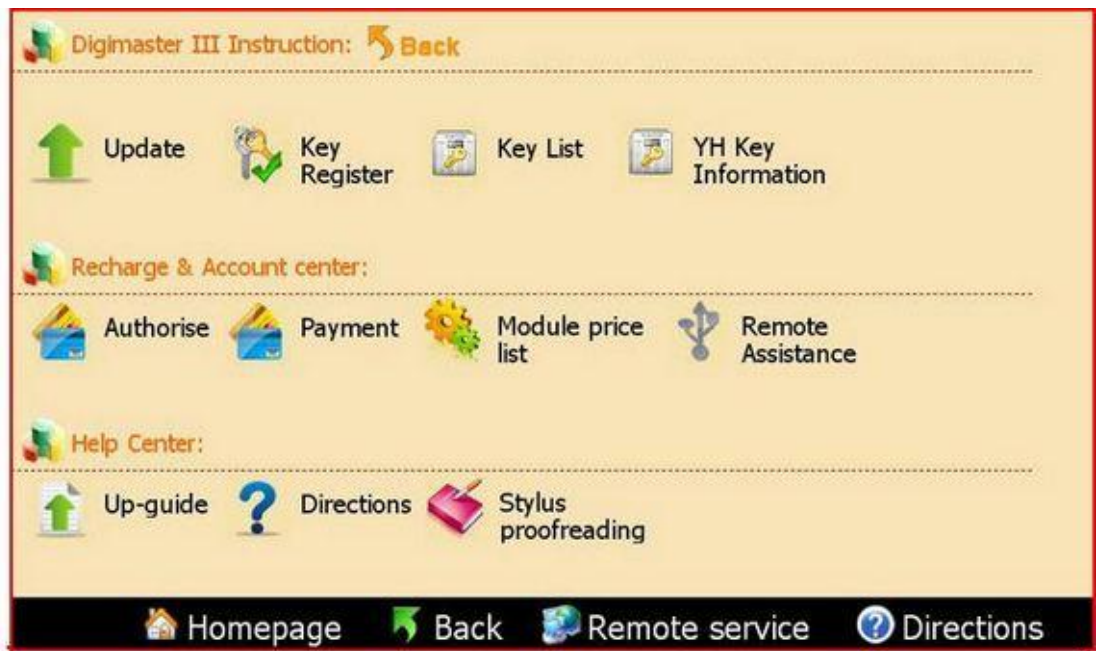 Digimaster III Instruction: Back
Update Key Register Key List YH Key Information
Recharge & Account center:
Authorise Payment Module price list Remote Assistance
Help Center:
Up-guide Directions Stylus proofreading
Homepage Back Remote service Directions